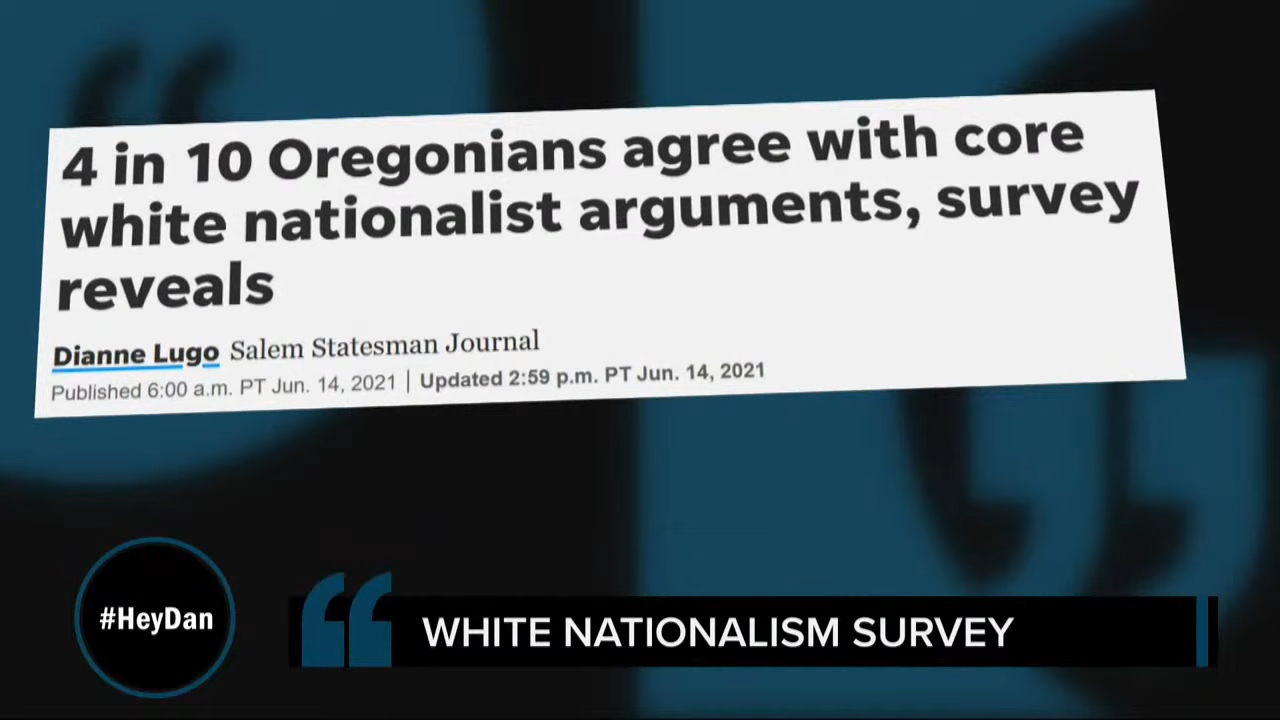 4 in 10 Oregonians agree with core
white nationalist arguments, survey
reveals
Dianne Lugo Salem Statesman Journal
Published 6:00 a.m. PT Jun. 14, 2021 | Updated 2:59 p.m. PT Jun. 14, 2021
#HeyDan
WHITE NATIONALISM SURVEY